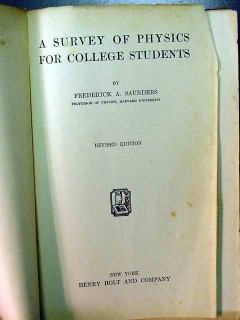 A SURVEY OF PHYSICS
FOR COLLEGE STUDENTS
BY
FREDERICK A. SAUNDERS
PROFESSOR OF PHYSICS, HARVARD UNIVERSITY
REVISED EDITION
NEW YORK
HENRY HOLT AND COMPANY